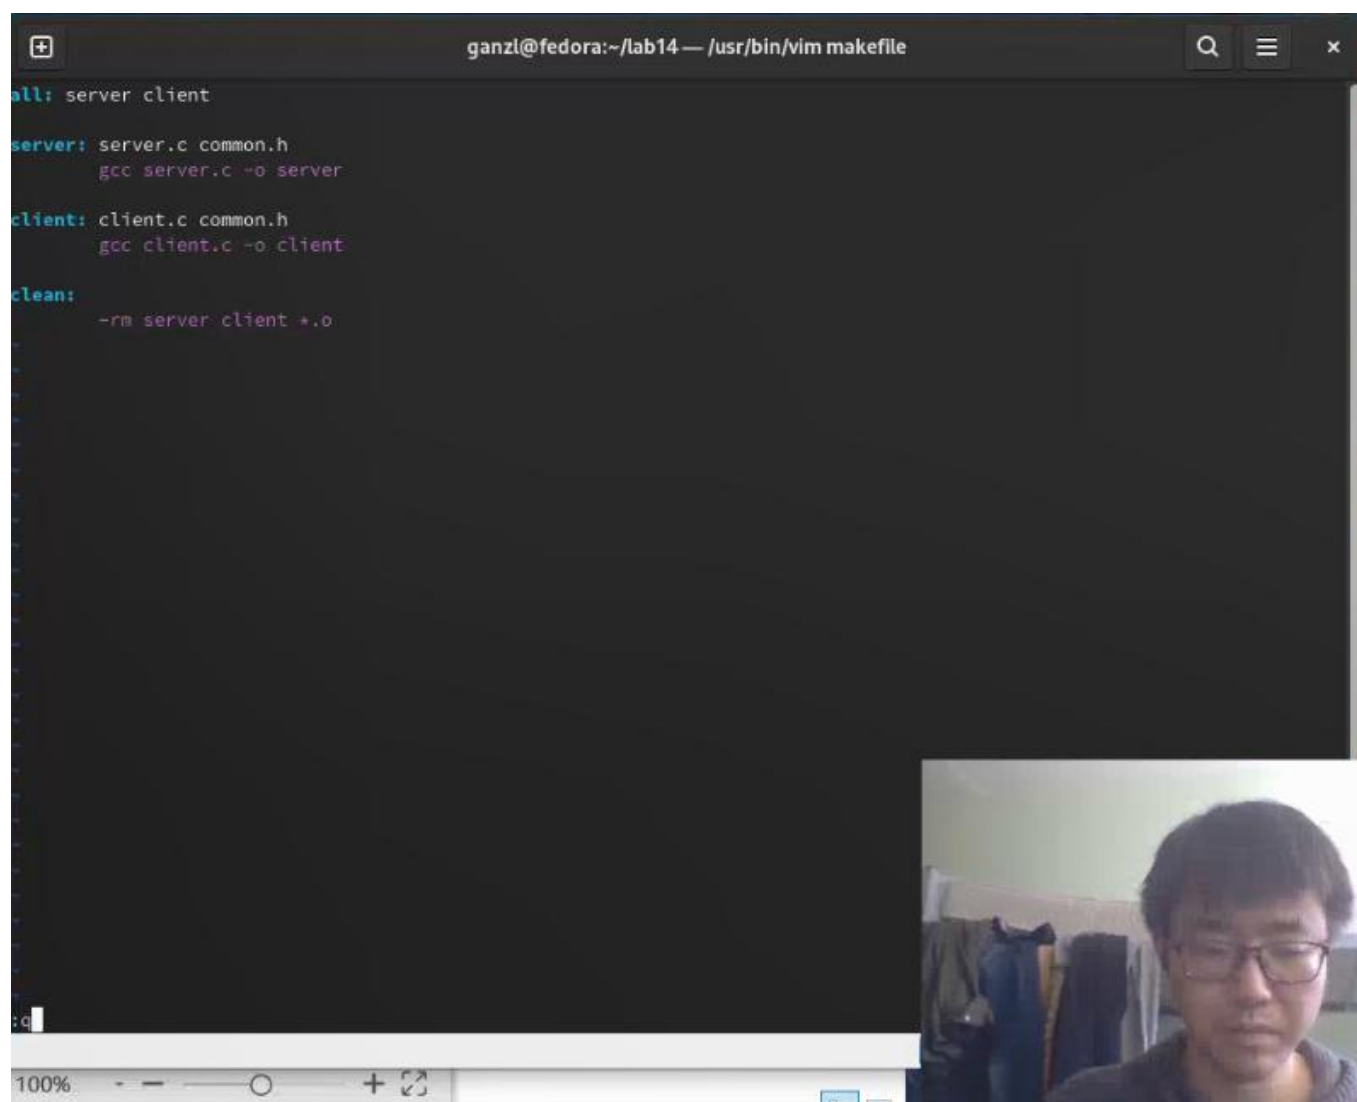 ganzl@fedora:~/lab14 — /usr/bin/vim makefile
all: server client
server: server.c common.h
gcc server.c -o server
client: client.c common.h
gcc client.c -o client
clean:
-rm server client *.o
:q
100%